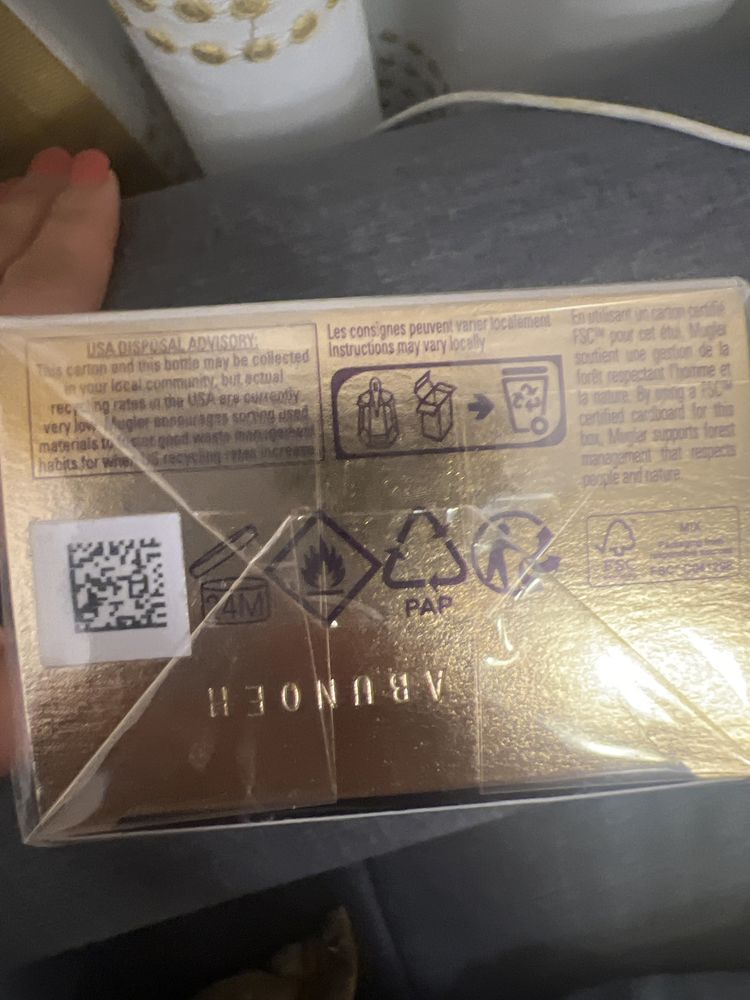 USA DISPOSAL ADVISORY:
This carton and this bottle may be collected
in your local community, but actual
recycling rates in the USA are currently
very low. Mugler encourages sorting used
materials to foster good waste management
habits for when US recycling rates increase
Les consignes peuvent varier localement
Instructions may vary locally
En utilisant un carton certifié
FSC™ pour cet étui, Mugler
soutient une gestion de la
forêt respectant l'homme et
la nature. By using a FSC™
certified cardboard for this
box, Mugler supports forest
management that respects
people and nature.
24M
PAP
FSC
MIX